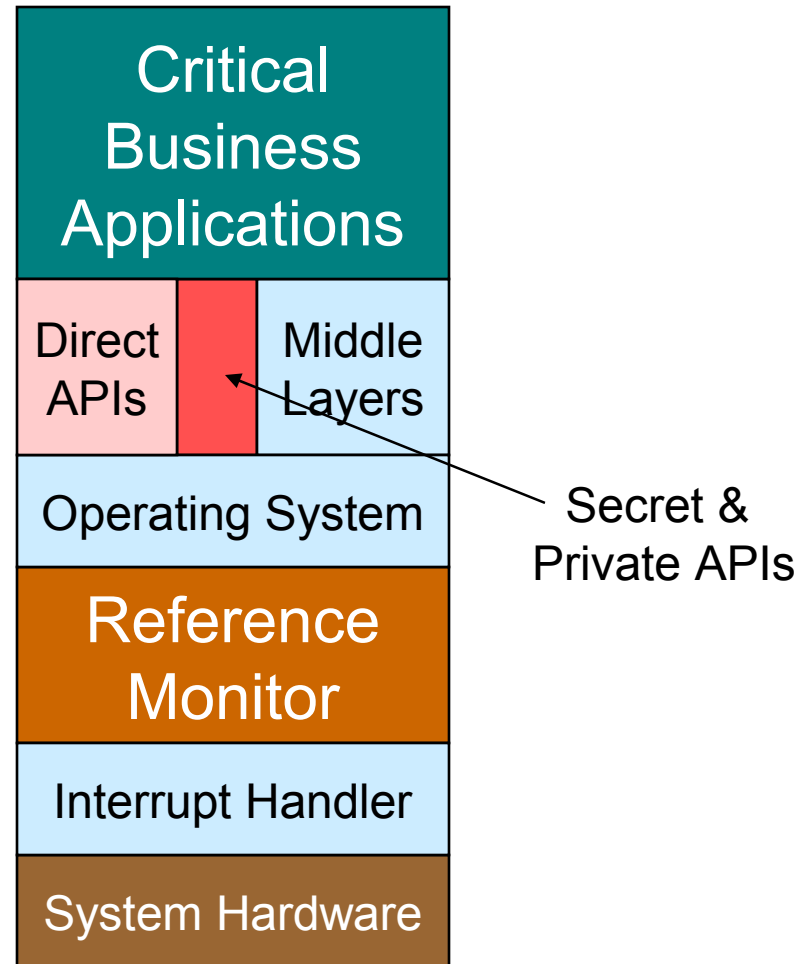 Critical
Business
Applications
Direct
APIs
Middle
Layers
Operating System
Secret &
Private APIs
Reference
Monitor
Interrupt Handler
System Hardware